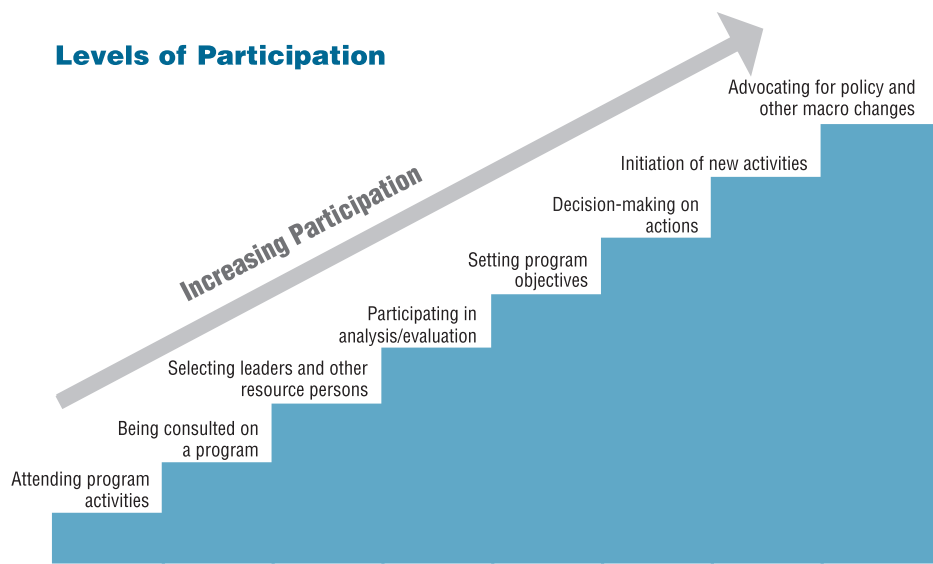 Levels of Participation
Increasing Participation
Advocating for policy and
other macro changes
Initiation of new activities
Decision-making on
actions
Setting program
objectives
Participating in
analysis/evaluation
Selecting leaders and other
resource persons
Being consulted on
a program
Attending program
activities